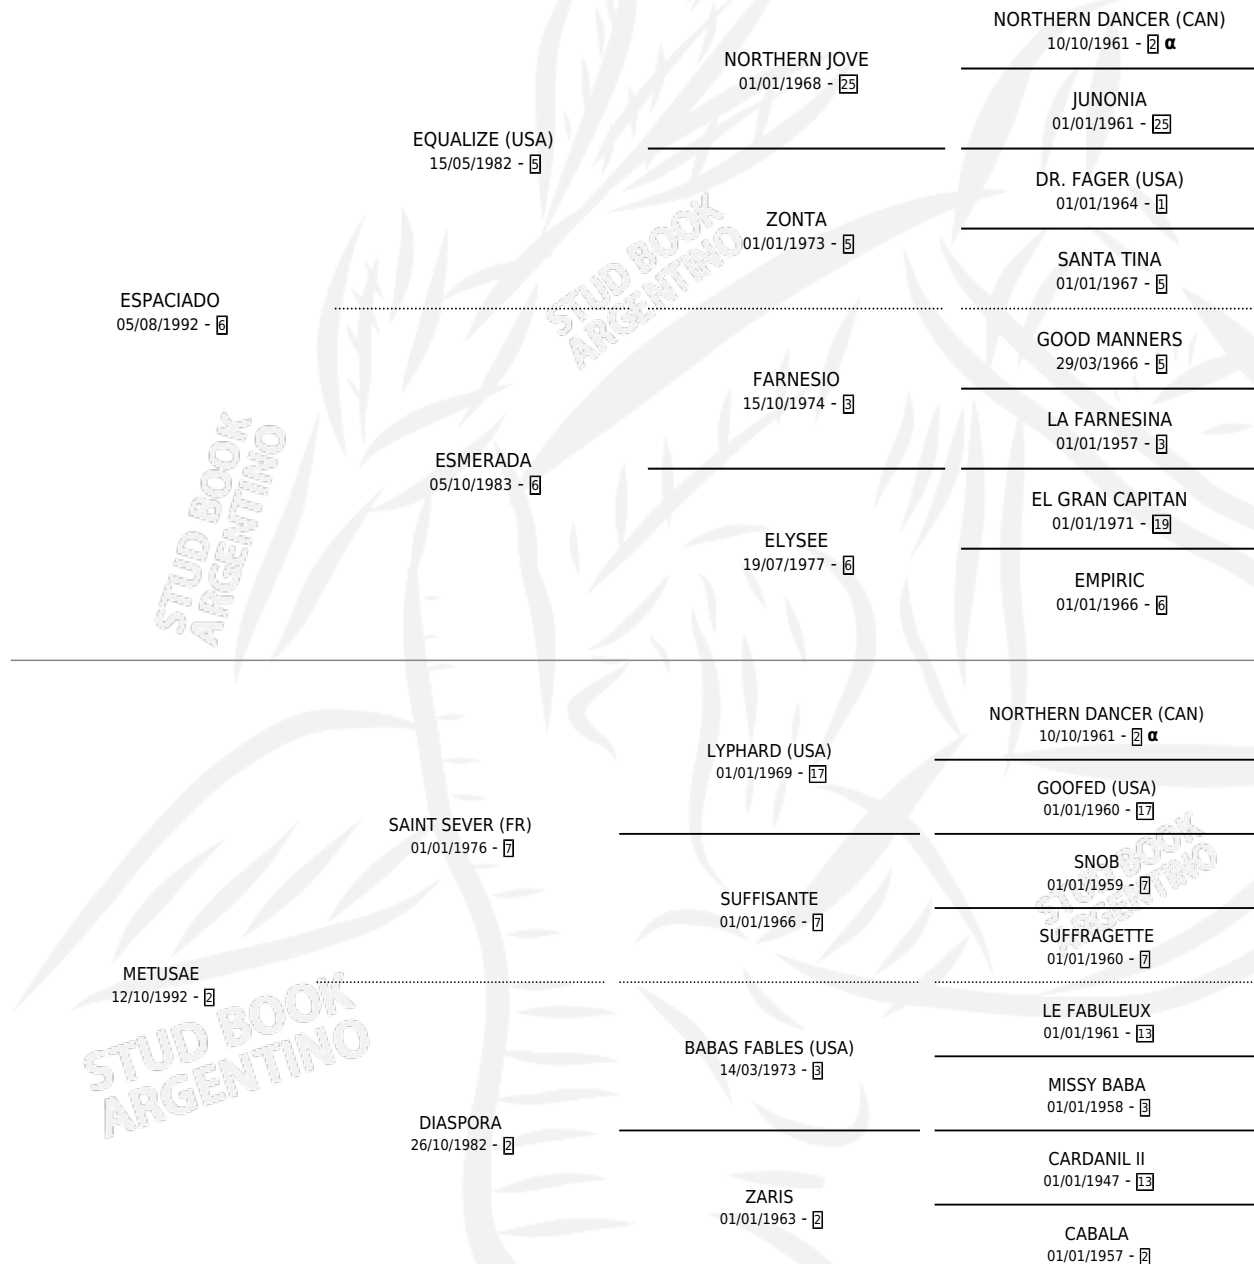 NORTHERN DANCER (CAN)
10/10/1961 - 2 α
NORTHERN JOVE
01/01/1968 - 25
JUNONIA
01/01/1961 - 25
EQUALIZE (USA)
15/05/1982 - 5
DR. FAGER (USA)
01/01/1964 - 1
ZONTA
01/01/1973 - 5
SANTA TINA
01/01/1967 - 5
STUD BOOK
ARGENTINO
ESPACIADO
05/08/1992 - 6
GOOD MANNERS
29/03/1966 - 5
FARNESIO
15/10/1974 - 3
LA FARNESINA
01/01/1957 - 3
ESMERADA
05/10/1983 - 6
EL GRAN CAPITAN
01/01/1971 - 19
ELYSEE
19/07/1977 - 6
EMPIRIC
01/01/1966 - 6
STUD BOOK
ARGENTINO
NORTHERN DANCER (CAN)
10/10/1961 - 2 α
LYPHARD (USA)
01/01/1969 - 17
GOOFED (USA)
01/01/1960 - 17
SAINT SEVER (FR)
01/01/1976 - 7
SNOB
01/01/1959 - 7
STUD BOOK
ARGENTINO
SUFFISANTE
01/01/1966 - 7
SUFFRAGETTE
01/01/1960 - 7
METUSAE
12/10/1992 - 2
STUD BOOK
ARGENTINO
LE FABULEUX
01/01/1961 - 13
BABAS FABLES (USA)
14/03/1973 - 3
MISSY BABA
01/01/1958 - 3
DIASPORA
26/10/1982 - 2
CARDANIL II
01/01/1947 - 13
ZARIS
01/01/1963 - 2
CABALA
01/01/1957 - 2